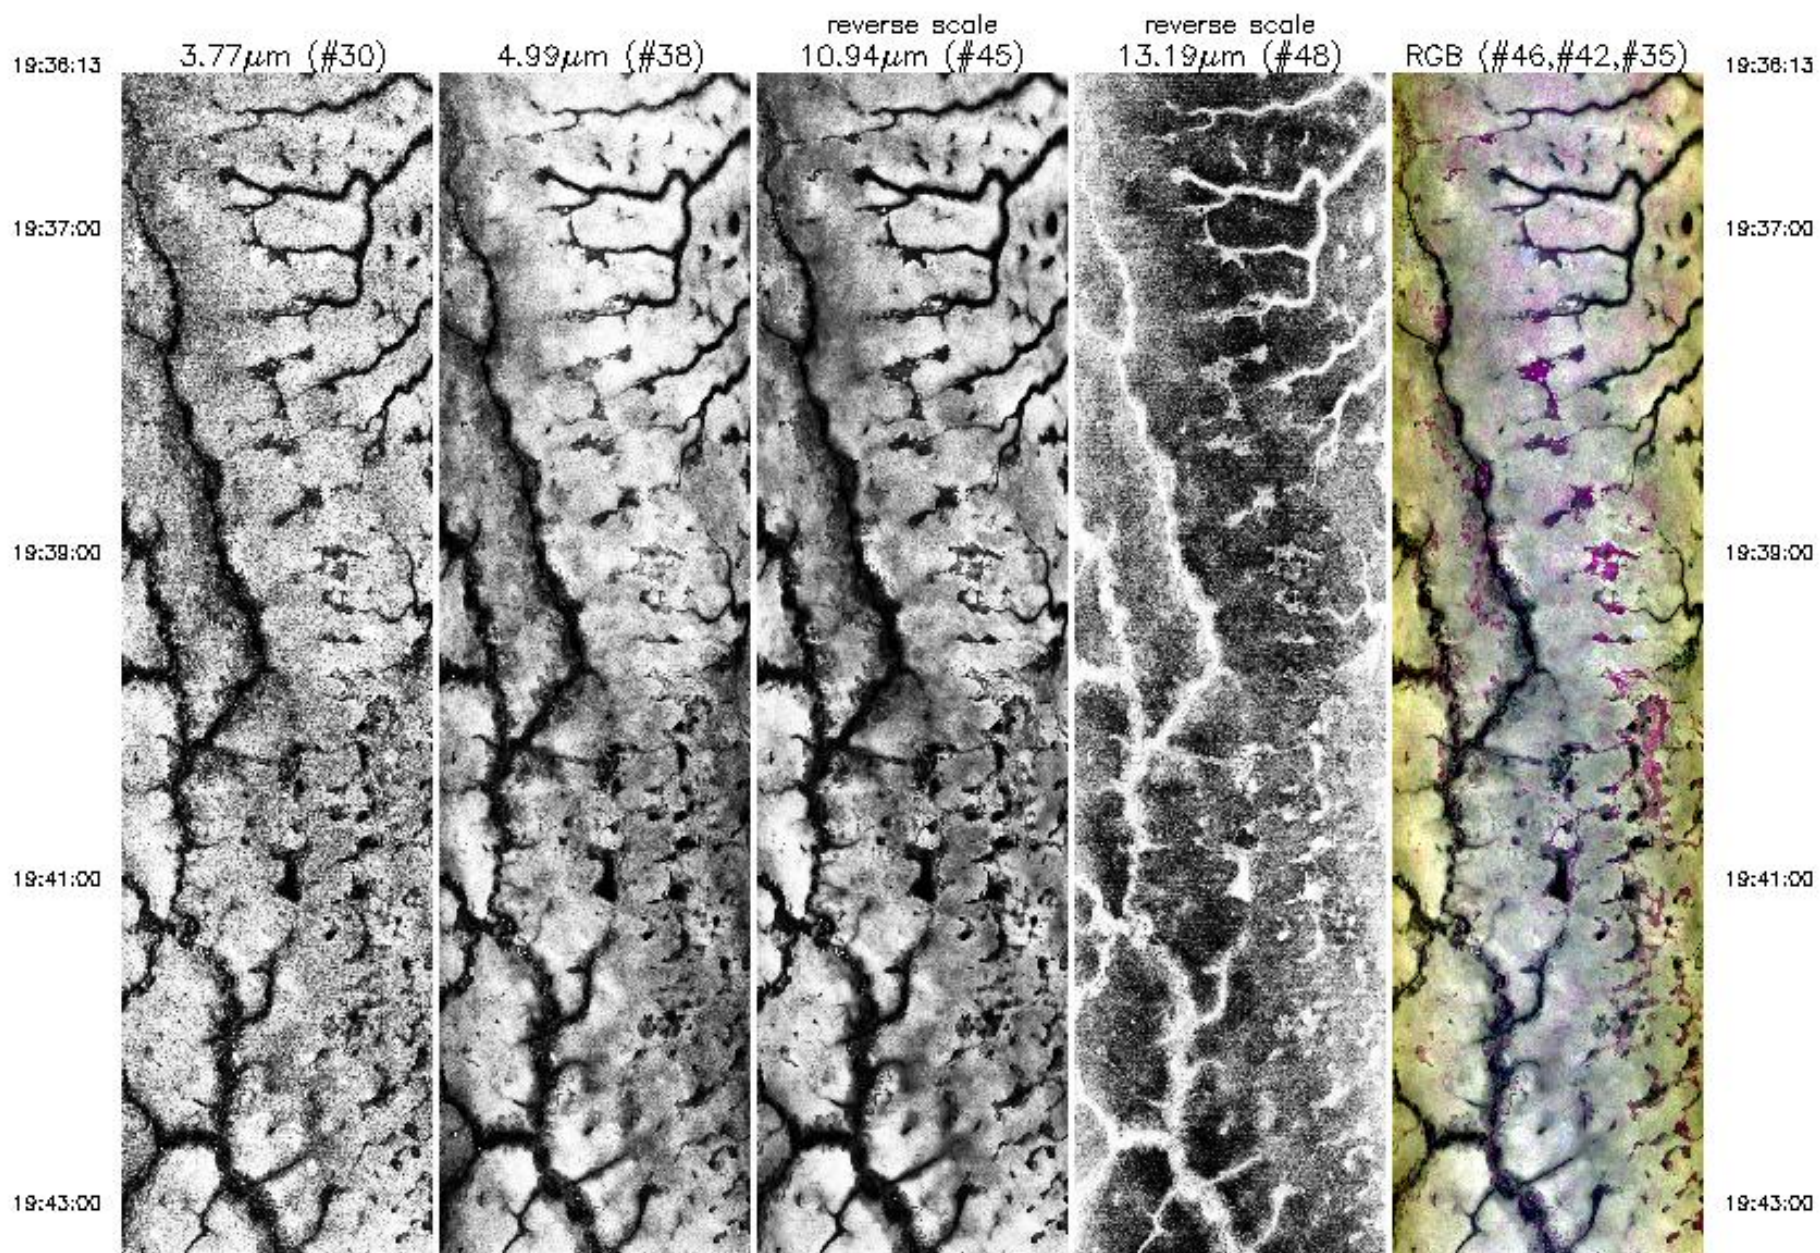 reverse scale
reverse scale
3.77μm (#30)
4.99μm (#38)
10.94μm (#45)
13.19μm (#48)
RGB (#46,#42,#35)
19:36:13
19:36:13
19:37:00
19:37:00
19:39:00
19:39:00
19:41:00
19:41:00
19:43:00
19:43:00